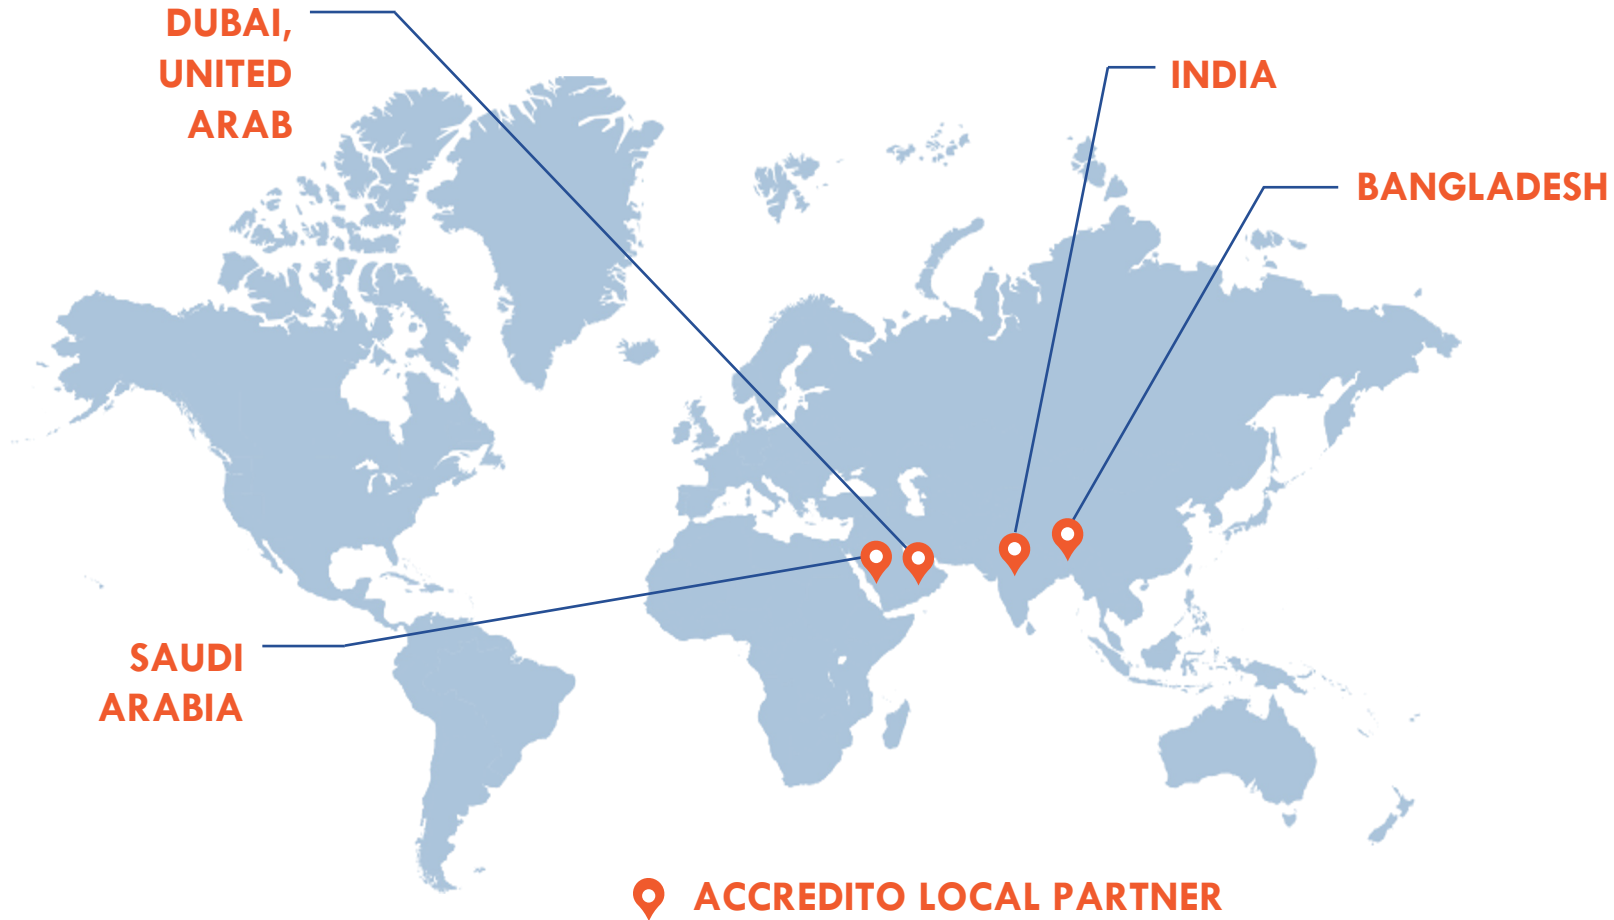 DUBAI,
UNITED
ARAB
INDIA
BANGLADESH
SAUDI
ARABIA
ACCREDITO LOCAL PARTNER